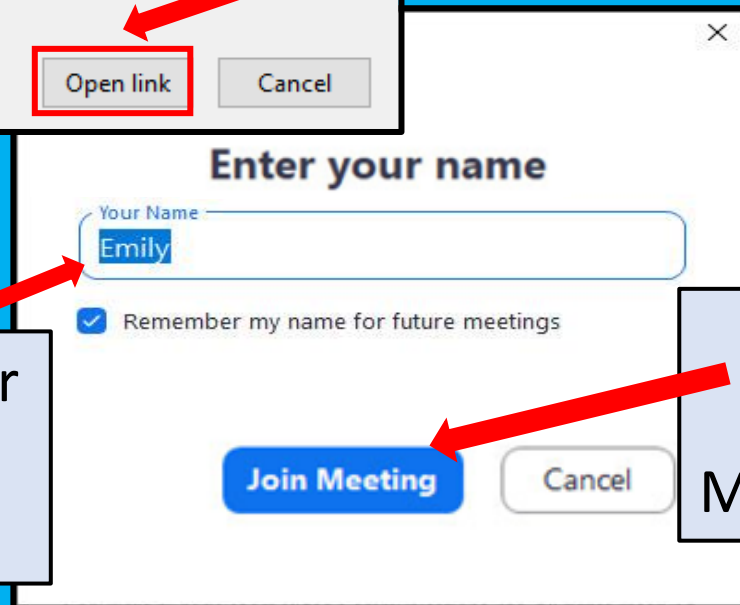 Open link Cancel
Enter your name
Your Name
Emily
Remember my name for future meetings
r
Join Meeting Cancel
M